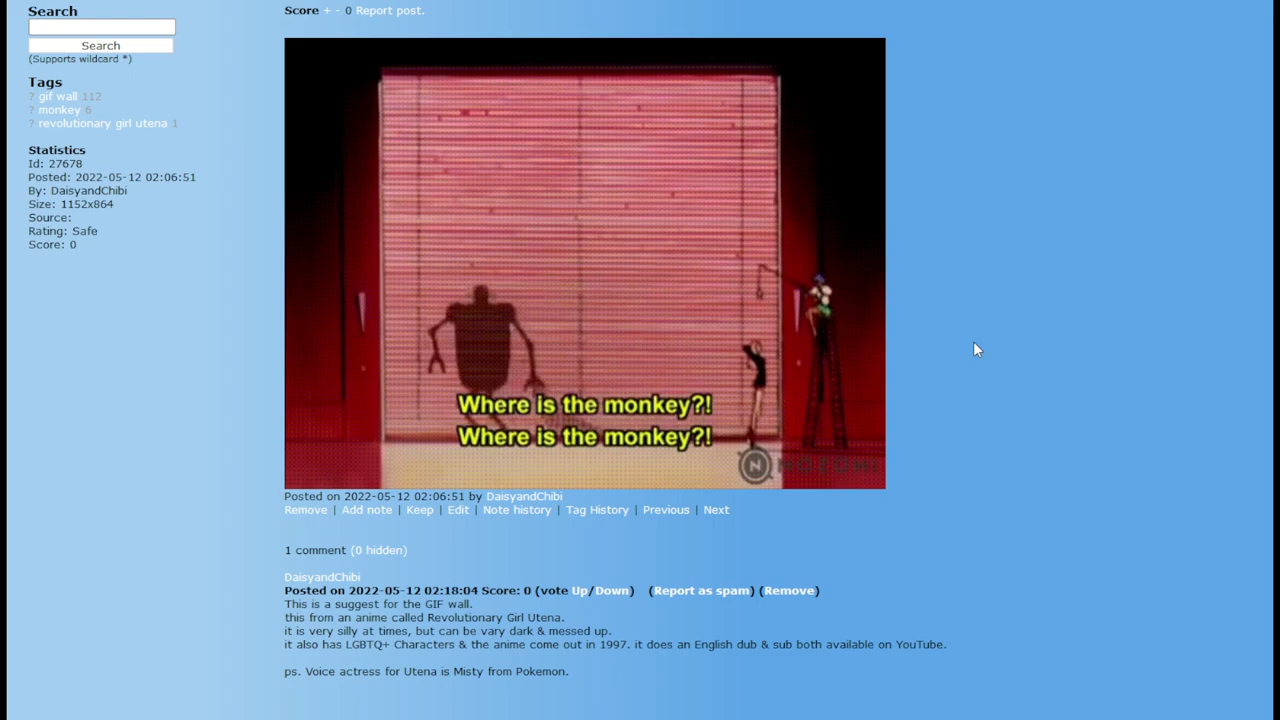 Search
Search
(Supports wildcard *)
Tags
? gif wall 112
? monkey 6
? revolutionary girl utena 1
Statistics
Id: 27678
Posted: 2022-05-12 02:06:51
By: DaisyandChibi
Size: 1152x864
Source:
Rating: Safe
Score: 0
Score + - 0 Report post.
Where is the monkey?!
Where is the monkey?!
N NOZOMI
Posted on 2022-05-12 02:06:51 by DaisyandChibi
Remove | Add note | Keep | Edit | Note history | Tag History | Previous | Next
1 comment (0 hidden)
DaisyandChibi
Posted on 2022-05-12 02:18:04 Score: 0 (vote Up/Down) (Report as spam) (Remove)
This is a suggest for the GIF wall.
this from an anime called Revolutionary Girl Utena.
it is very silly at times, but can be vary dark & messed up.
it also has LGBTQ+ Characters & the anime come out in 1997. it does an English dub & sub both available on YouTube.
ps. Voice actress for Utena is Misty from Pokemon.